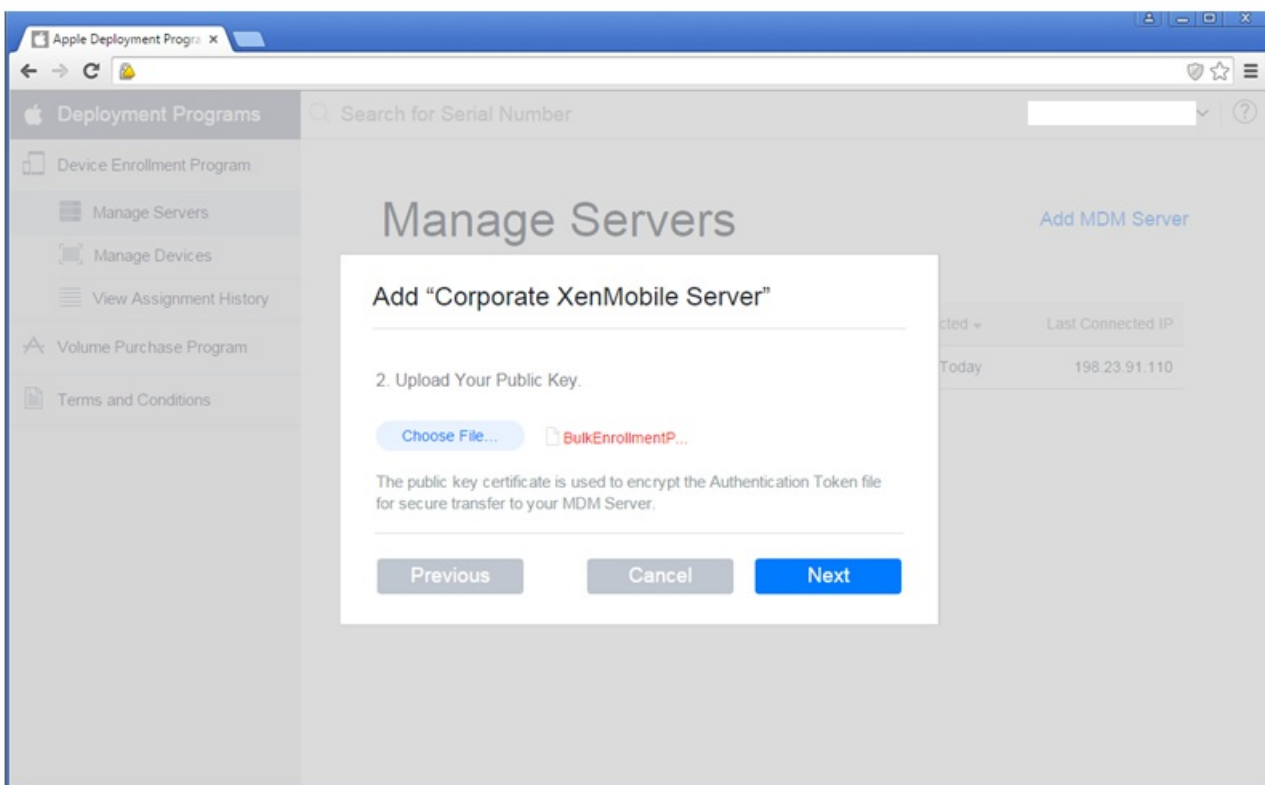 Apple Deployment Progra
Deployment Programs
Search for Serial Number
Device Enrollment Program
Manage Servers
Manage Devices
View Assignment History
Volume Purchase Program
Terms and Conditions
Manage Servers
Add MDM Server
cted
Last Connected IP
Today
198.23.91.110
Add “Corporate XenMobile Server”
2. Upload Your Public Key.
Choose File...
BulkEnrollmentP...
The public key certificate is used to encrypt the Authentication Token file
for secure transfer to your MDM Server.
Previous
Cancel
Next